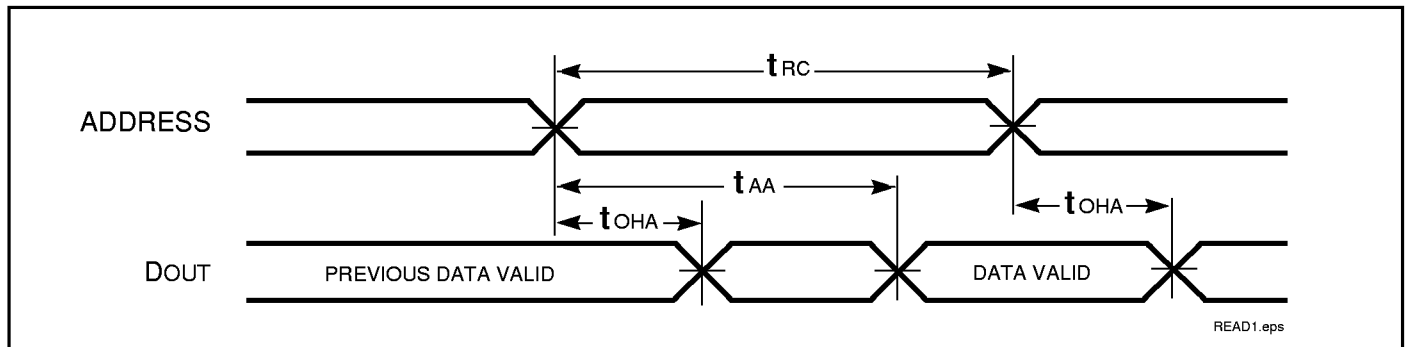 tRC
ADDRESS
tAA
tOHA
tOHA
DOUT
PREVIOUS DATA VALID
DATA VALID
READ1.eps